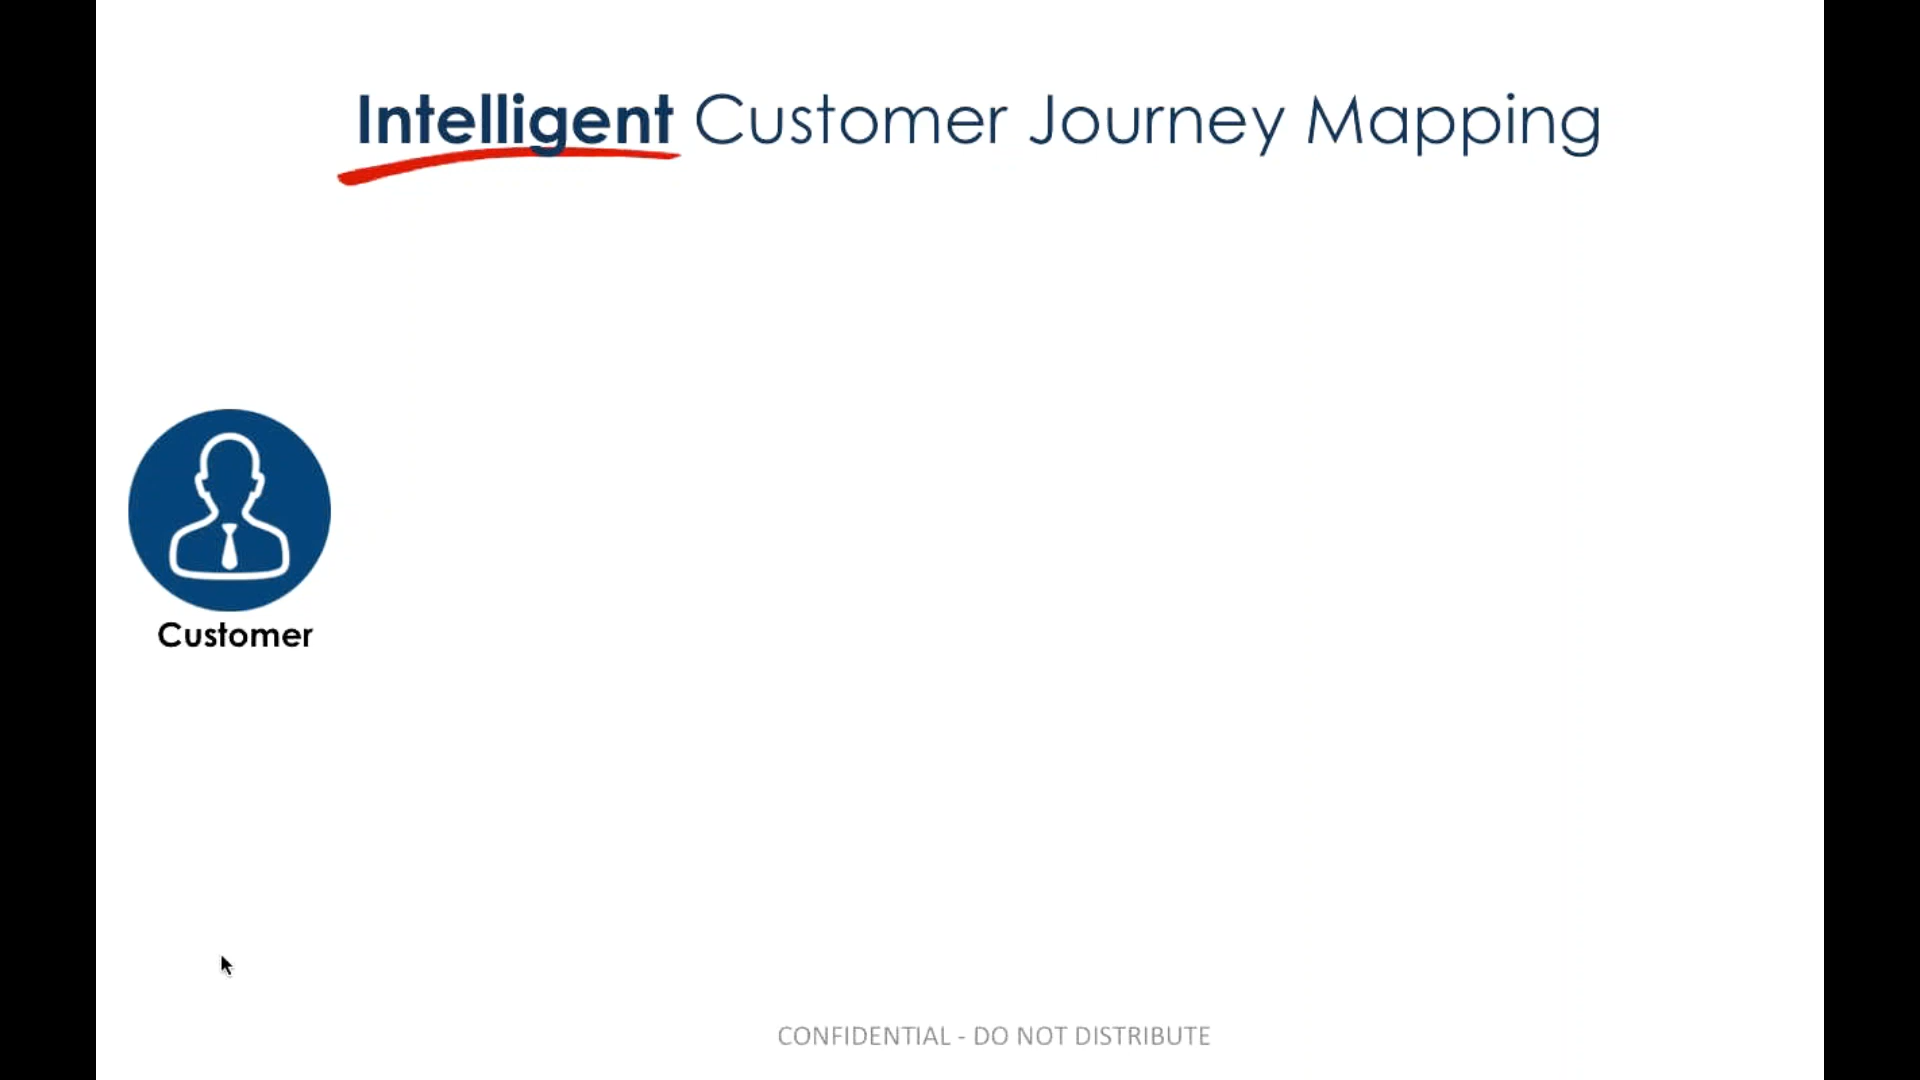 Intelligent Customer Journey Mapping
Customer
CONFIDENTIAL - DO NOT DISTRIBUTE